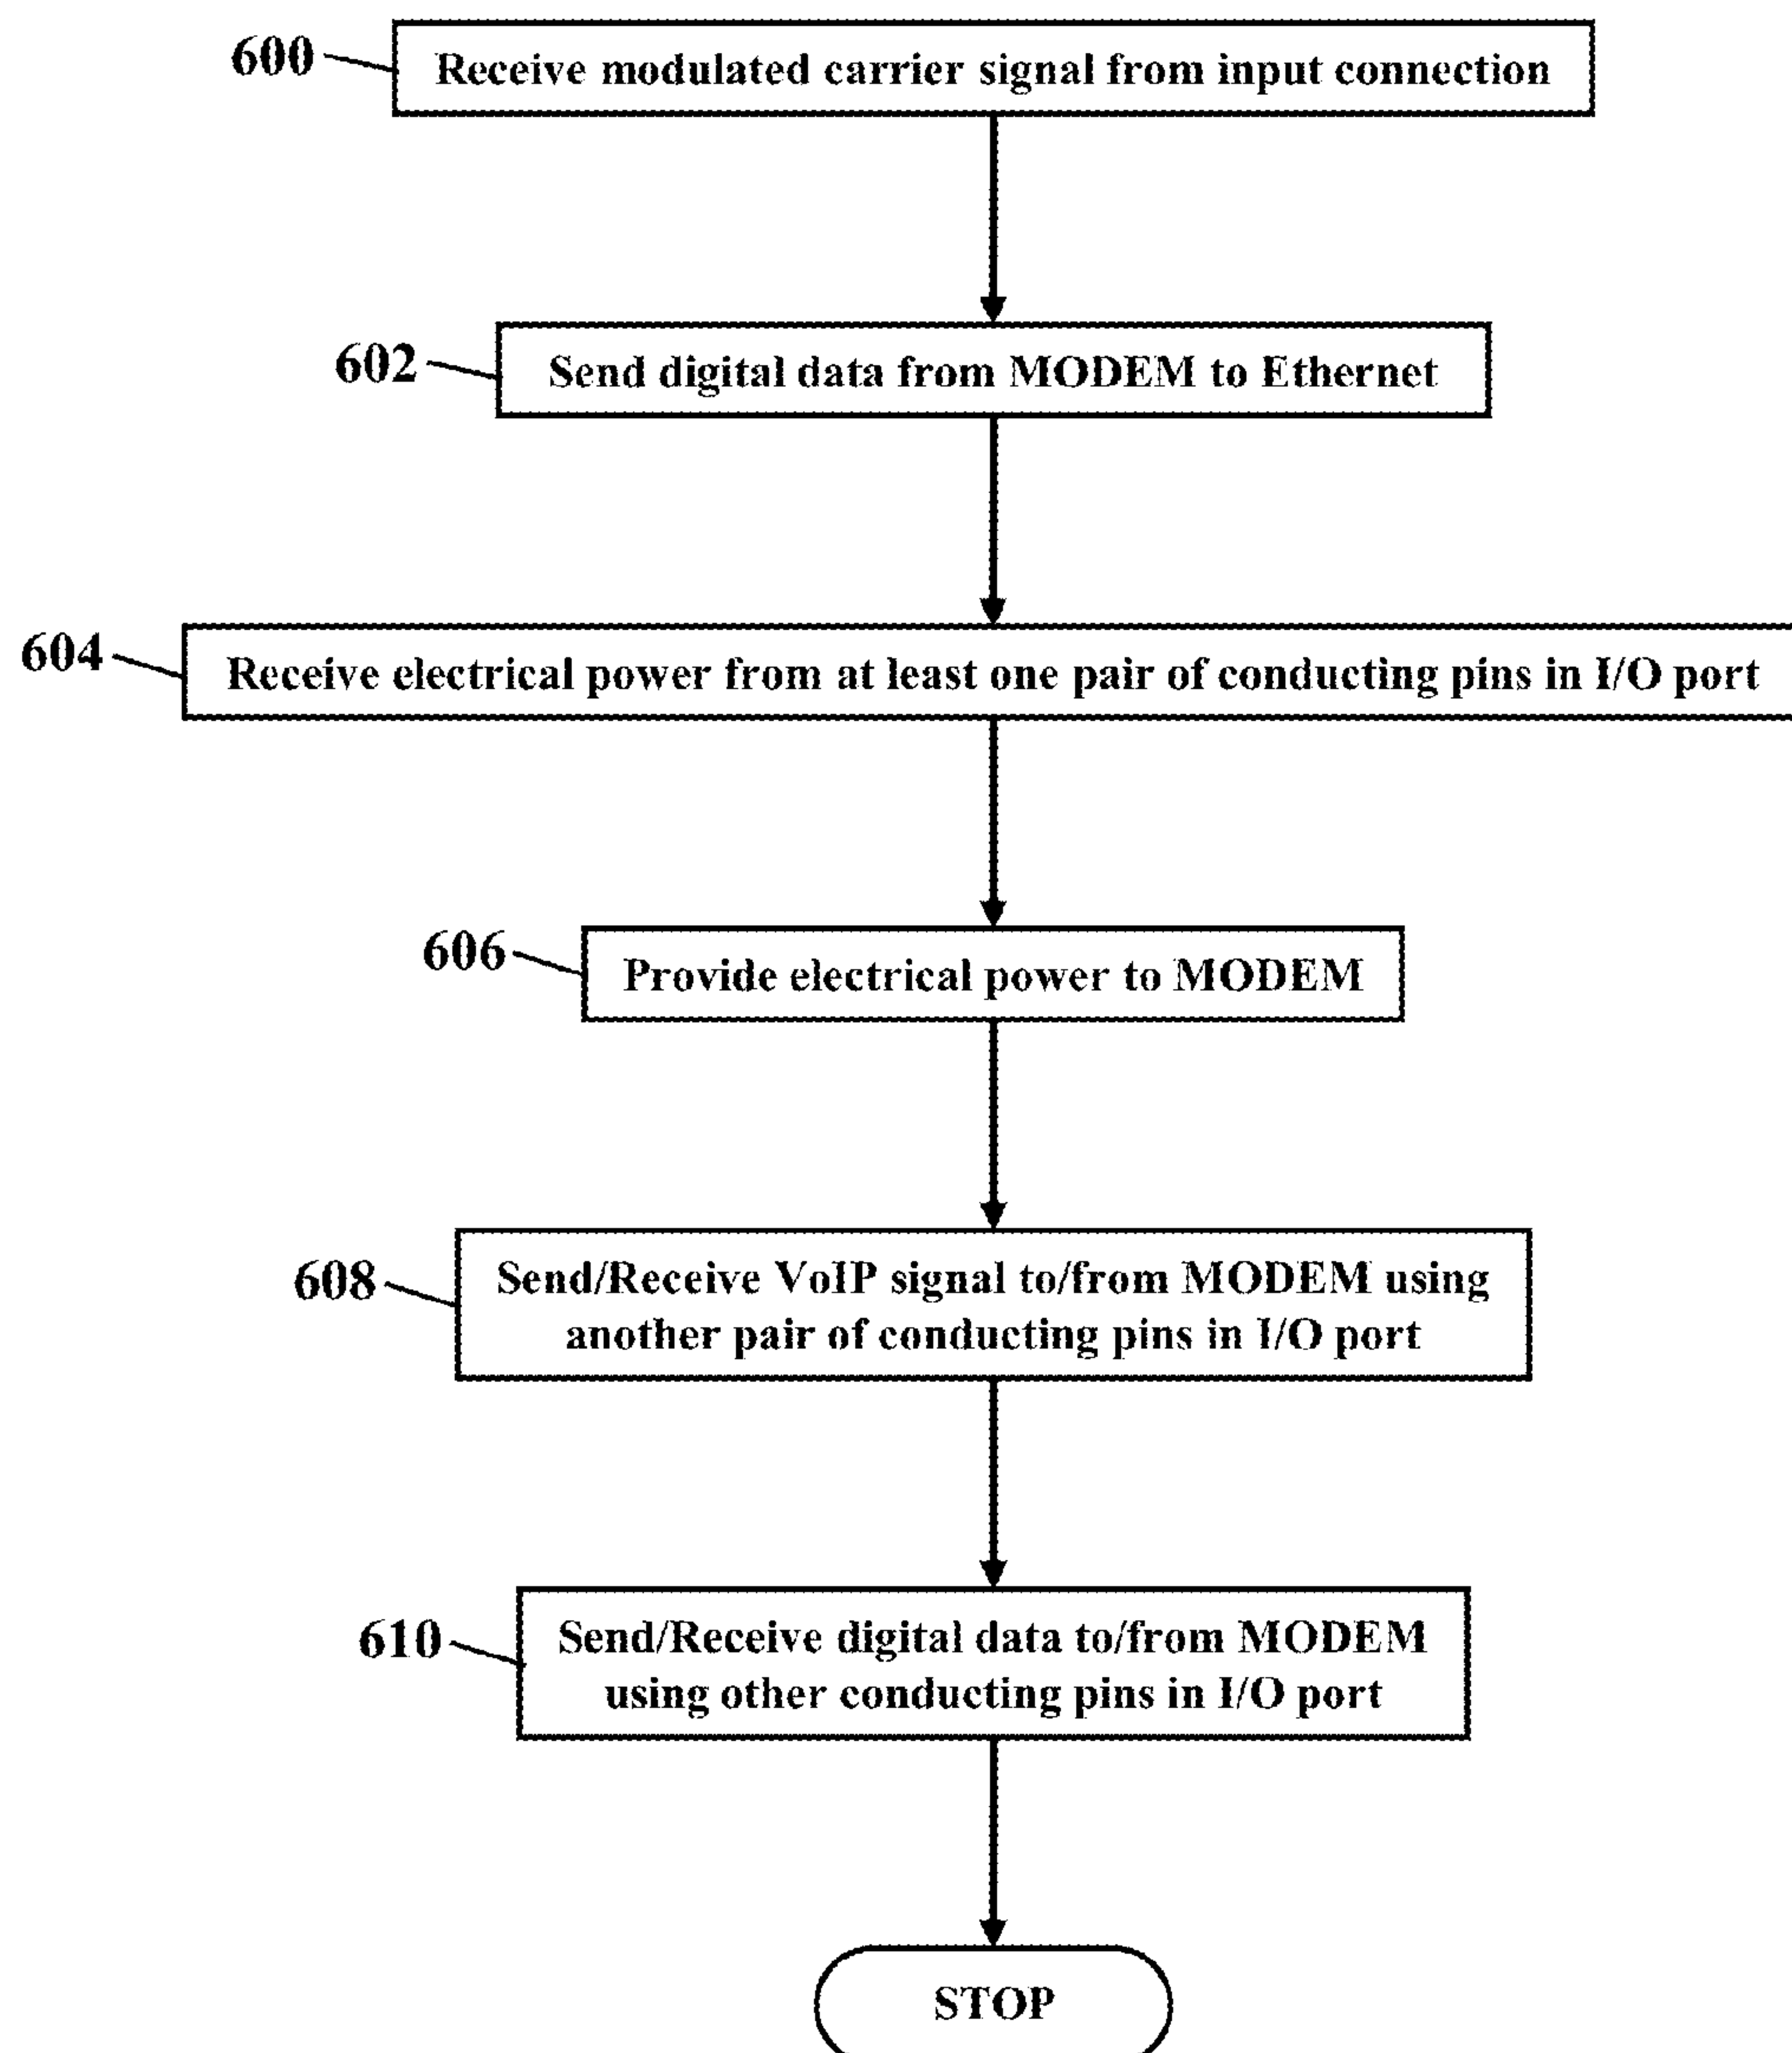 600
Receive modulated carrier signal from input connection
602
Send digital data from MODEM to Ethernet
604
Receive electrical power from at least one pair of conducting pins in I/O port
606
Provide electrical power to MODEM
608
Send/Receive VoIP signal to/from MODEM using
another pair of conducting pins in I/O port
610
Send/Receive digital data to/from MODEM
using other conducting pins in I/O port
STOP